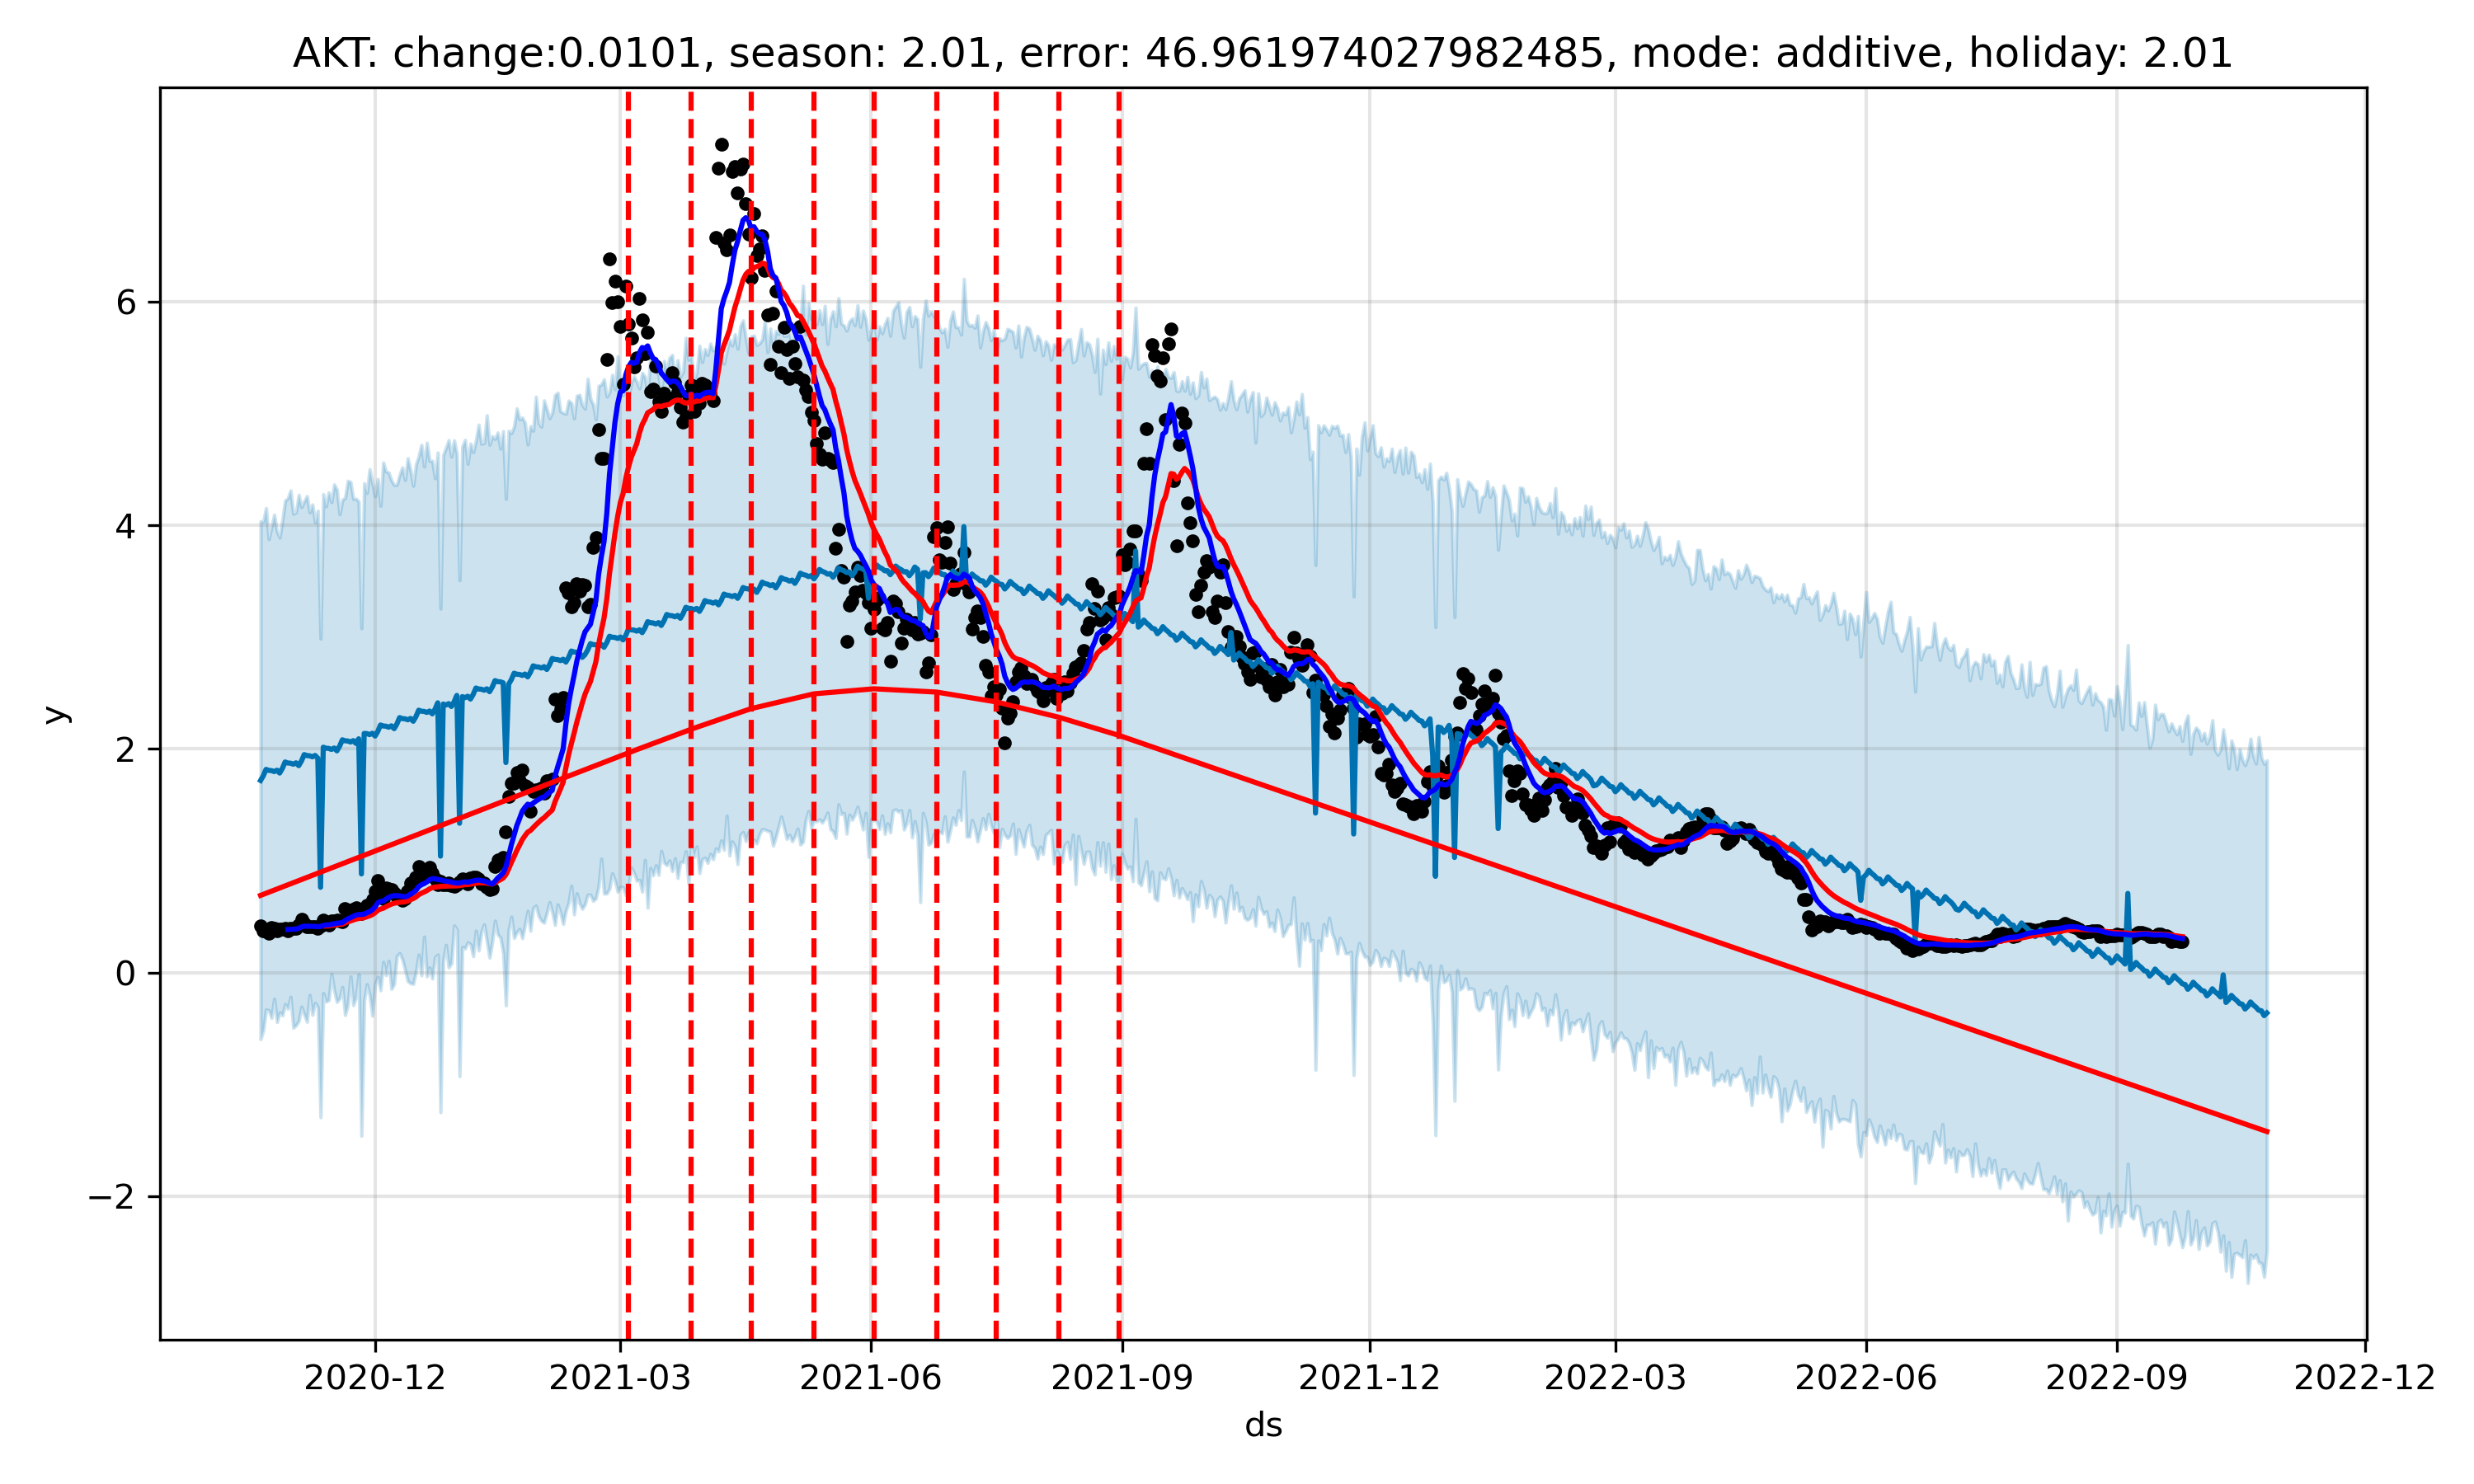 AKT: change:0.0101, season: 2.01, error: 46.961974027982485, mode: additive, holiday: 2.01
6
4
y
2
0
−2
2020-12 2021-03 2021-06 2021-09 2021-12 2022-03 2022-06 2022-09 2022-12
ds